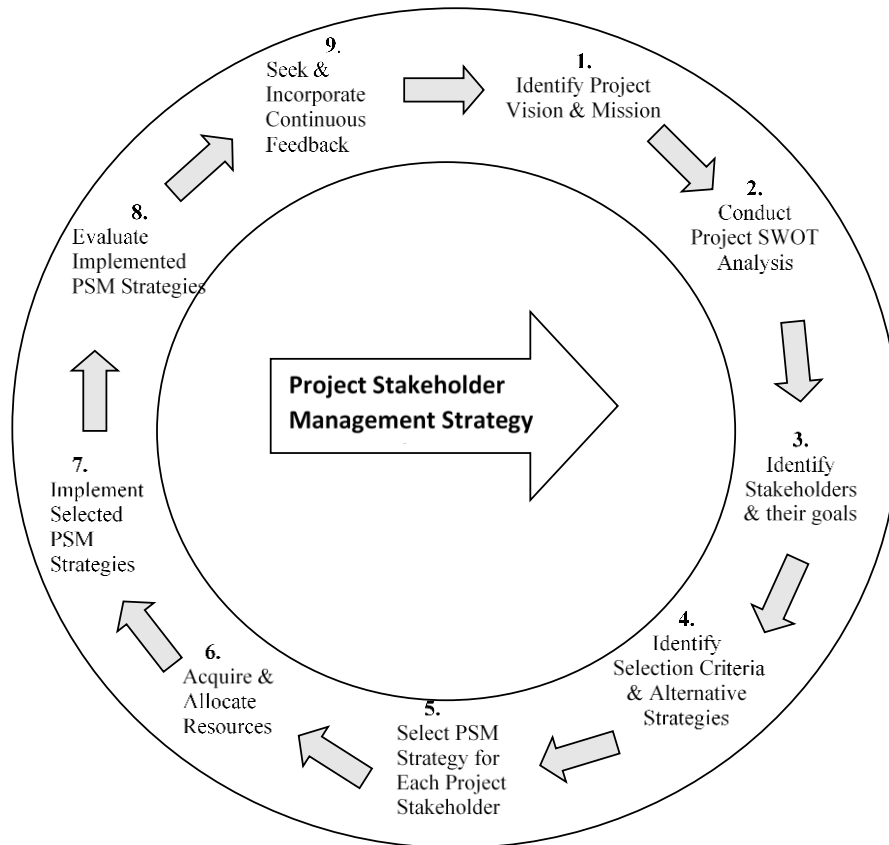 9.
Seek &
Incorporate
Continuous
Feedback
1.
Identify Project
Vision & Mission
2.
Conduct
Project SWOT
Analysis
3.
Identify
Stakeholders
& their goals
4.
Identify
Selection Criteria
& Alternative
Strategies
5.
Select PSM
Strategy for
Each Project
Stakeholder
6.
Acquire &
Allocate
Resources
7.
Implement
Selected
PSM
Strategies
8.
Evaluate
Implemented
PSM Strategies
Project Stakeholder
Management Strategy